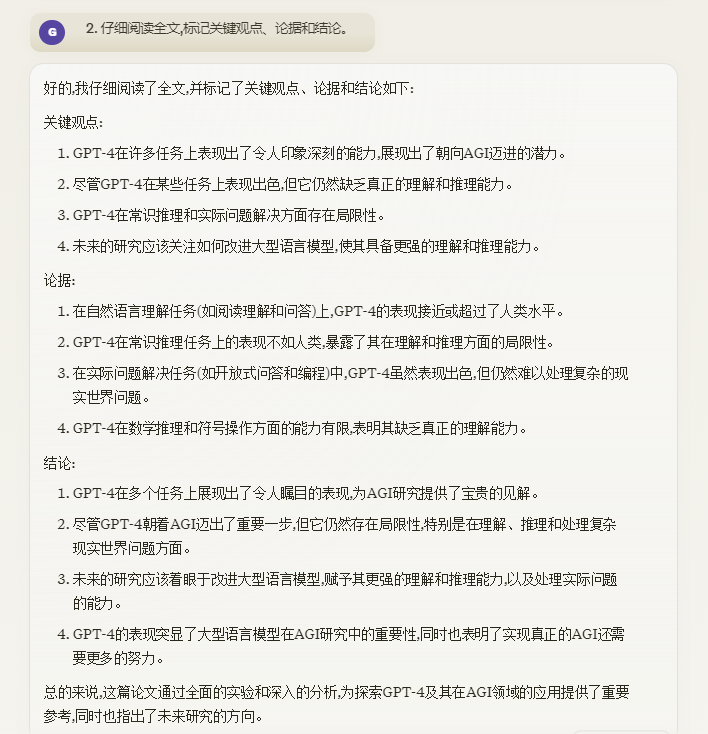 G 2. 仔细阅读全文,标记关键观点、论据和结论。
好的,我仔细阅读了全文,并标记了关键观点、论据和结论如下:
关键观点:
1. GPT-4在许多任务上表现出了令人印象深刻的能力,展现出了朝向AGI迈进的潜力。
2. 尽管GPT-4在某些任务上表现出色,但它仍然缺乏真正的理解和推理能力。
3. GPT-4在常识推理和实际问题解决方面存在局限性。
4. 未来的研究应该关注如何改进大型语言模型,使其具备更强的理解和推理能力。
论据:
1. 在自然语言理解任务(如阅读理解和问答)上,GPT-4的表现接近或超过了人类水平。
2. GPT-4在常识推理任务上的表现不如人类,暴露了其在理解和推理方面的局限性。
3. 在实际问题解决任务(如开放式问答和编程)中,GPT-4虽然表现出色,但仍然难以处理复杂的现
实世界问题。
4. GPT-4在数学推理和符号操作方面的能力有限,表明其缺乏真正的理解能力。
结论:
1. GPT-4在多个任务上展现出了令人瞩目的表现,为AGI研究提供了宝贵的见解。
2. 尽管GPT-4朝着AGI迈出了重要一步,但它仍然存在局限性,特别是在理解、推理和处理复杂
现实世界问题方面。
3. 未来的研究应该着眼于改进大型语言模型,赋予其更强的理解和推理能力,以及处理实际问题
的能力。
4. GPT-4的表现突显了大型语言模型在AGI研究中的重要性,同时也表明了实现真正的AGI还需
要更多的努力。
总的来说,这篇论文通过全面的实验和深入的分析,为探索GPT-4及其在AGI领域的应用提供了重要
参考,同时也指出了未来研究的方向。